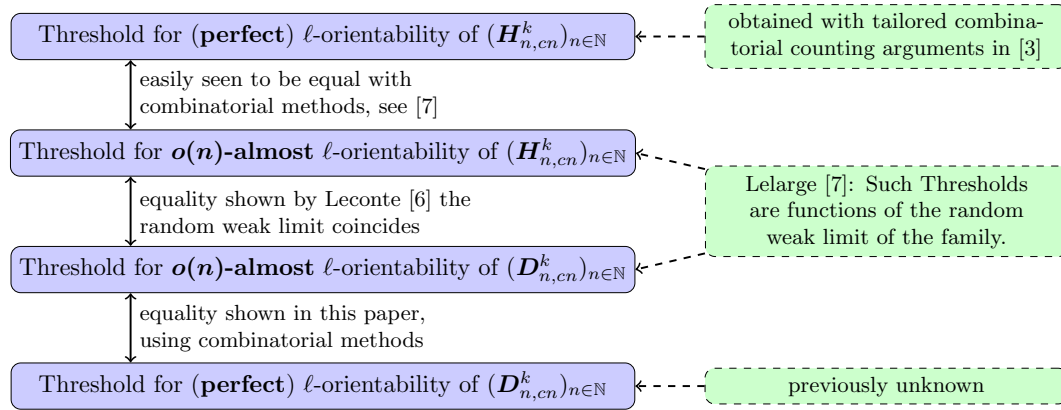 Threshold for (perfect) ℓ-orientability of (H^k_{n,cn})_{n∈ℕ}
obtained with tailored combina-
torial counting arguments in [3]
easily seen to be equal with
combinatorial methods, see [7]
Threshold for o(n)-almost ℓ-orientability of (H^k_{n,cn})_{n∈ℕ}
equality shown by Leconte [6] the
random weak limit coincides
Lelarge [7]: Such Thresholds
are functions of the random
weak limit of the family.
Threshold for o(n)-almost ℓ-orientability of (D^k_{n,cn})_{n∈ℕ}
equality shown in this paper,
using combinatorial methods
Threshold for (perfect) ℓ-orientability of (D^k_{n,cn})_{n∈ℕ}
previously unknown